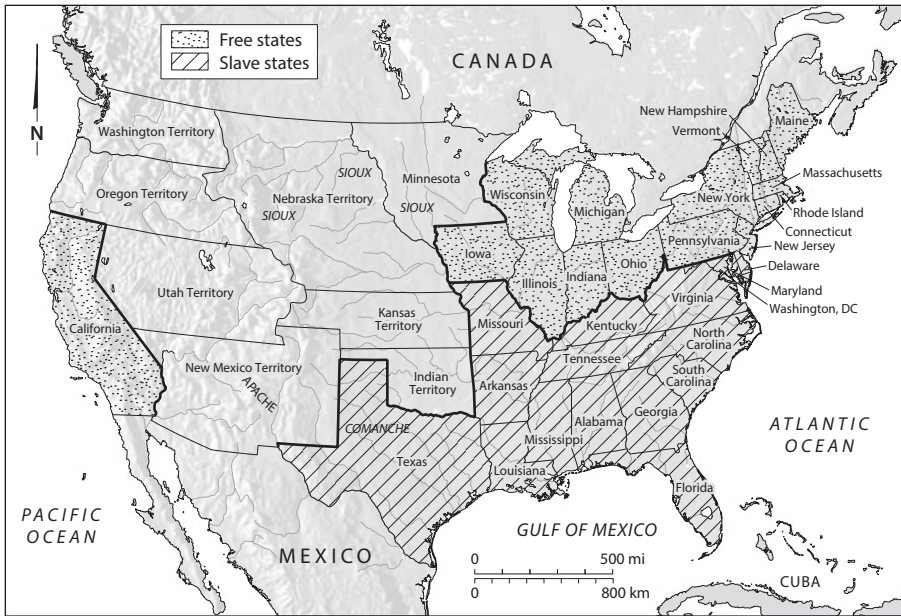 Free states
Slave states
CANADA
N
Washington Territory
Oregon Territory
Nebraska Territory
SIOUX
SIOUX
Minnesota
SIOUX
Wisconsin
Michigan
New Hampshire
Vermont
Maine
Massachusetts
New York
Rhode Island
Connecticut
Pennsylvania
New Jersey
Iowa
Illinois
Indiana
Ohio
Delaware
Maryland
Washington, DC
Utah Territory
California
Kansas
Territory
Missouri
Kentucky
Virginia
New Mexico Territory
APACHE
Indian
Territory
Tennessee
North
Carolina
South
Carolina
Arkansas
COMANCHE
Texas
Mississippi
Alabama
Georgia
Louisiana
Florida
ATLANTIC
OCEAN
PACIFIC
OCEAN
MEXICO
GULF OF MEXICO
0 500 mi
0 800 km
CUBA